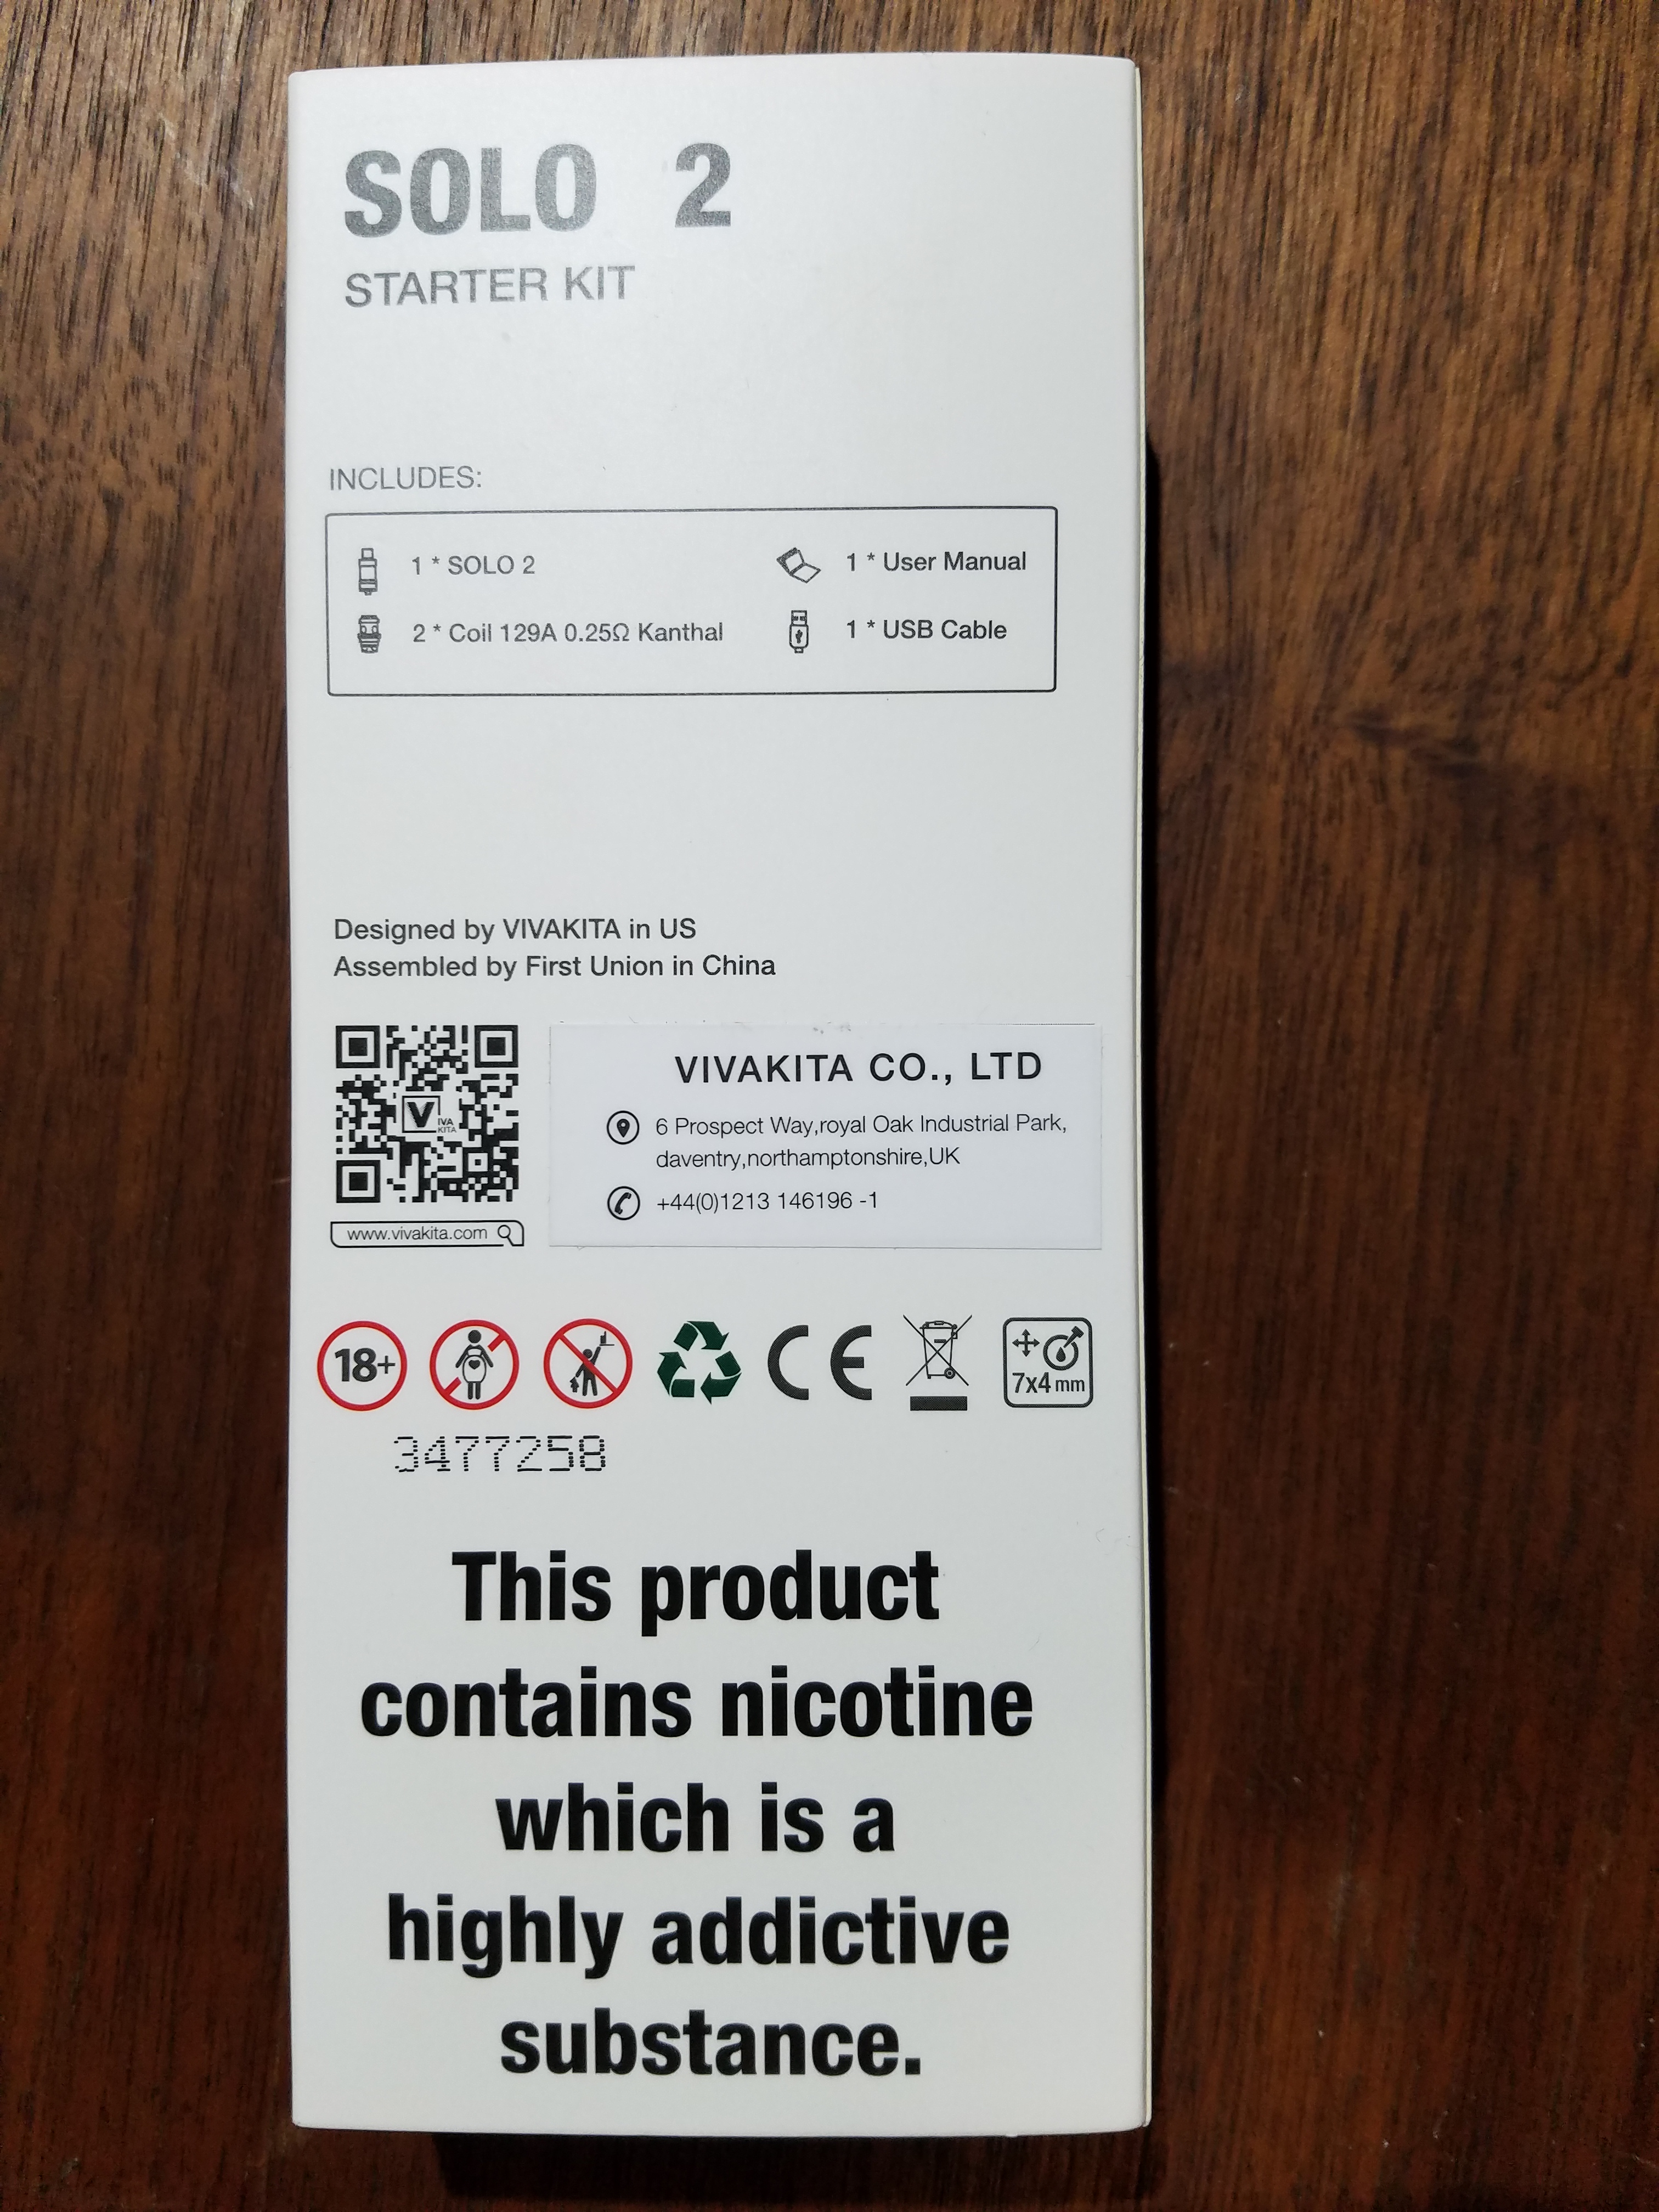 SOLO 2
STARTER KIT
INCLUDES:
1 * SOLO 2
1 * User Manual
2 * Coil 129A 0.25Ω Kanthal
1 * USB Cable
Designed by VIVAKITA in US
Assembled by First Union in China
V IVA
KITA
www.vivakita.com
VIVAKITA CO., LTD
6 Prospect Way,royal Oak Industrial Park,
daventry,northamptonshire,UK
+44(0)1213 146196 -1
18+
CE
7x4 mm
3477258
This product
contains nicotine
which is a
highly addictive
substance.